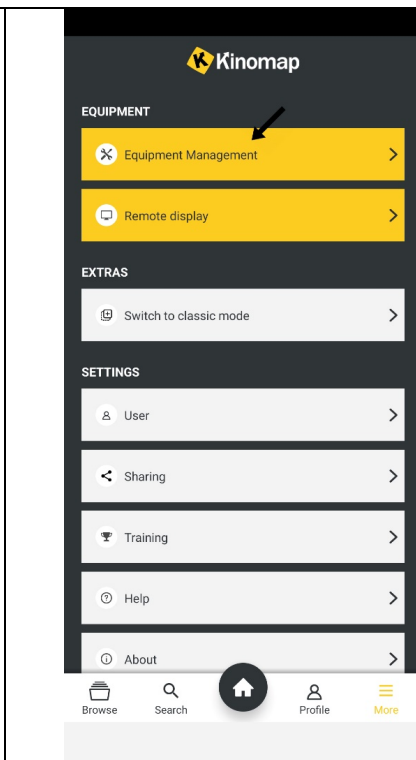 Kinomap
EQUIPMENT
Equipment Management
Remote display
EXTRAS
Switch to classic mode
SETTINGS
User
Sharing
Training
Help
About
Browse Search Profile More